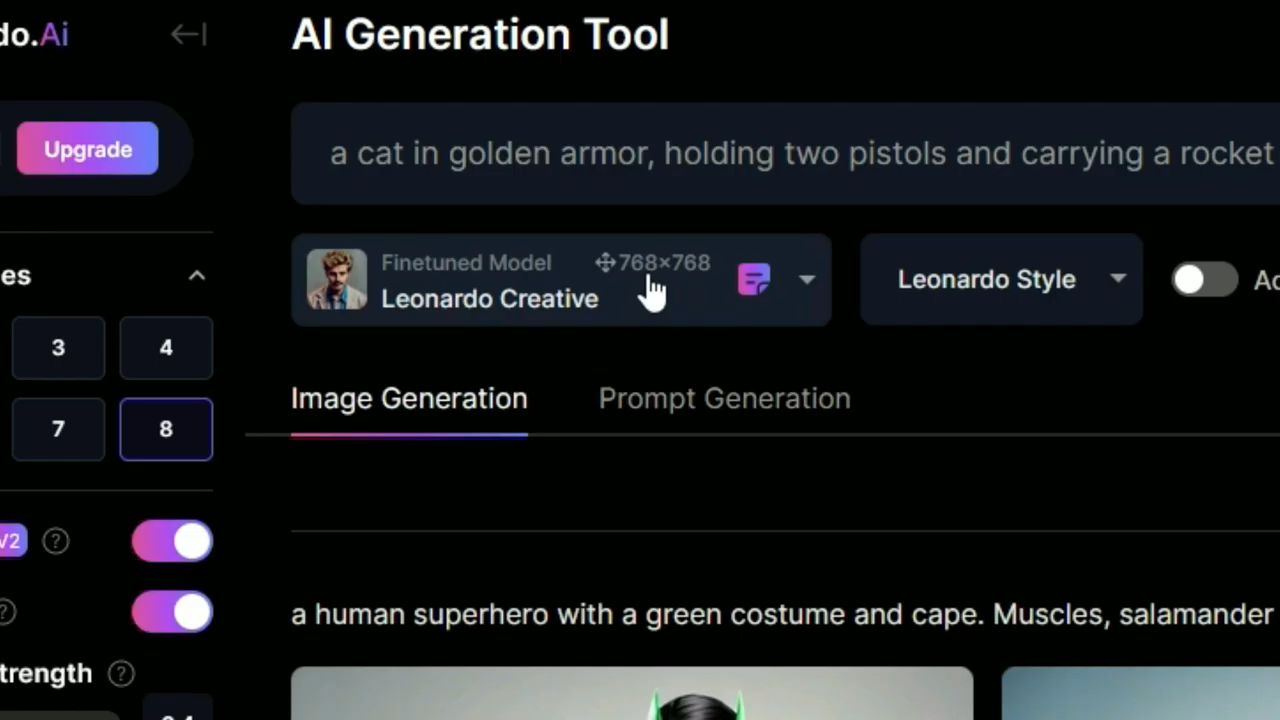 do.Ai
AI Generation Tool
Upgrade
a cat in golden armor, holding two pistols and carrying a rocket
Finetuned Model 768×768
Leonardo Creative
Leonardo Style
es
3 4
7 8
Image Generation Prompt Generation
V2 ?
?
a human superhero with a green costume and cape. Muscles, salamander
trength ?